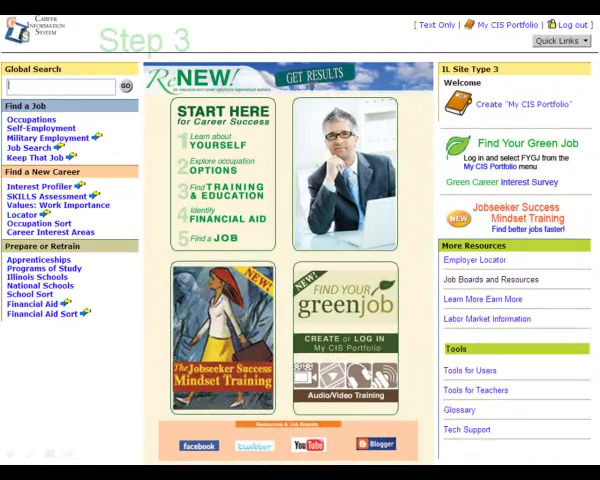 CAREER
INFORMATION
SYSTEM
Step 3
[ Text Only | My CIS Portfolio | Log out ]
Quick Links
Global Search
GO
Find a Job
Occupations
Self-Employment
Military Employment
Job Search
Keep That Job
Find a New Career
Interest Profiler
SKILLS Assessment
Values: Work Importance
Locator
Occupation Sort
Career Interest Areas
Prepare or Retrain
Apprenticeships
Programs of Study
Illinois Schools
National Schools
School Sort
Financial Aid
Financial Aid Sort
ReNEW!
GET RESULTS
START HERE
for Career Success
1 Learn about
YOURSELF
2 Explore occupation
OPTIONS
3 Find TRAINING
& EDUCATION
4 Identify
FINANCIAL AID
5 Find a JOB
NEW!
The Jobseeker Success
Mindset Training
NEW!
FIND YOUR
greenjob
CREATE or LOG IN
My CIS Portfolio
Audio/Video Training
Resources & Job Boards
facebook
twitter
YouTube
Blogger
IL Site Type 3
Welcome
Create "My CIS Portfolio"
Find Your Green Job
Log in and select FYGJ from the
My CIS Portfolio menu
Green Career Interest Survey
NEW
Jobseeker Success
Mindset Training
Find better jobs faster!
More Resources
Employer Locator
Job Boards and Resources
Learn More Earn More
Labor Market Information
Tools
Tools for Users
Tools for Teachers
Glossary
Tech Support